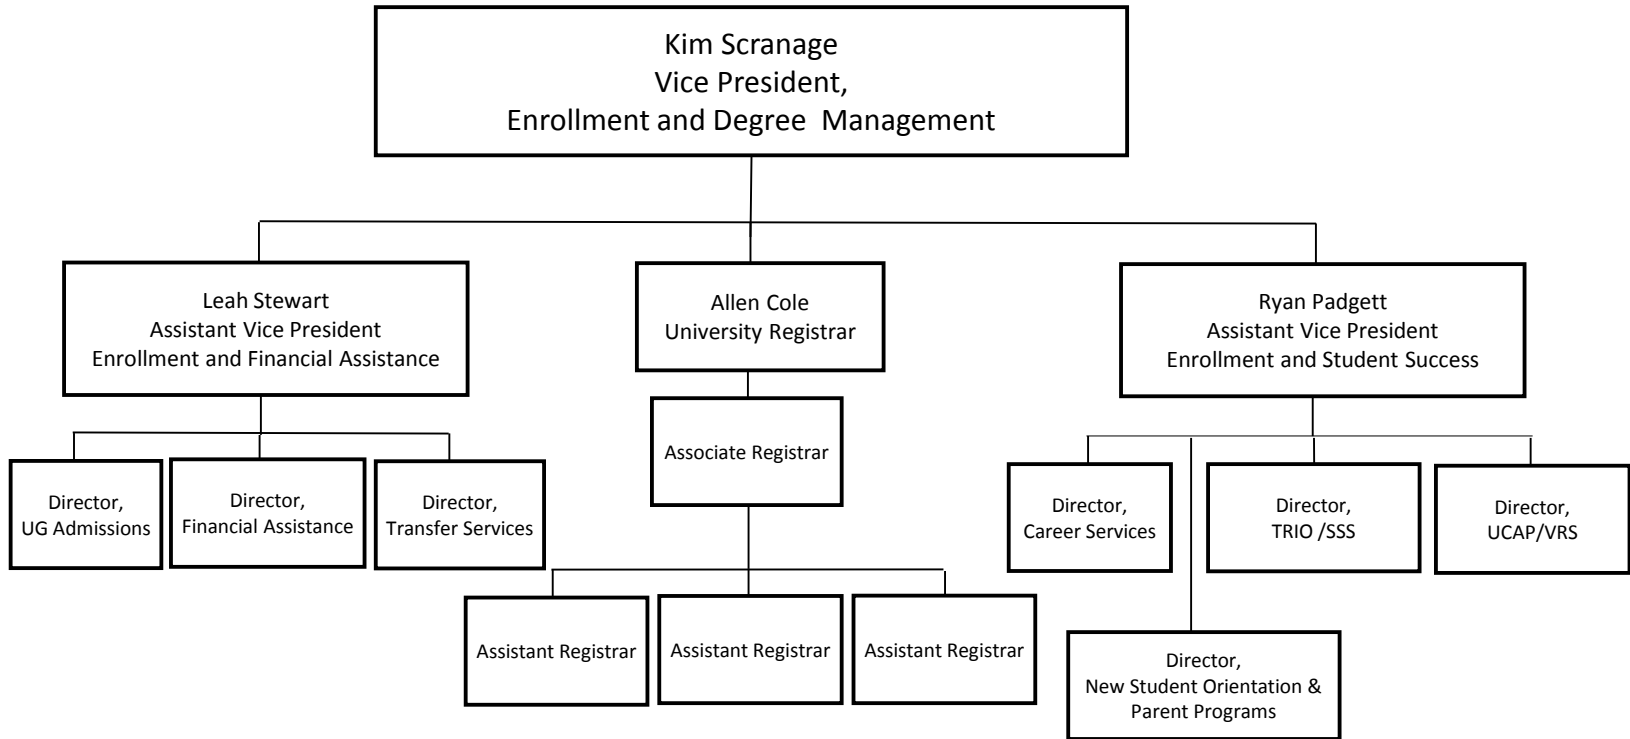 Kim Scranage
Vice President,
Enrollment and Degree  Management
Leah Stewart
Assistant Vice President
Enrollment and Financial Assistance
Allen Cole
University Registrar
Ryan Padgett
Assistant Vice President
Enrollment and Student Success
Director,
UG Admissions
Director,
Financial Assistance
Director,
Transfer Services
Associate Registrar
Assistant Registrar
Assistant Registrar
Assistant Registrar
Director,
Career Services
Director,
TRIO /SSS
Director,
UCAP/VRS
Director,
New Student Orientation &
Parent Programs